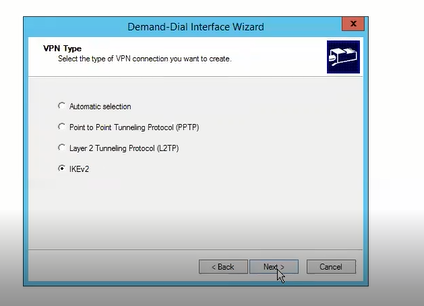 Demand-Dial Interface Wizard
x
VPN Type
Select the type of VPN connection you want to create.
Automatic selection
Point to Point Tunneling Protocol (PPTP)
Layer 2 Tunneling Protocol (L2TP)
IKEv2
< Back
Next >
Cancel